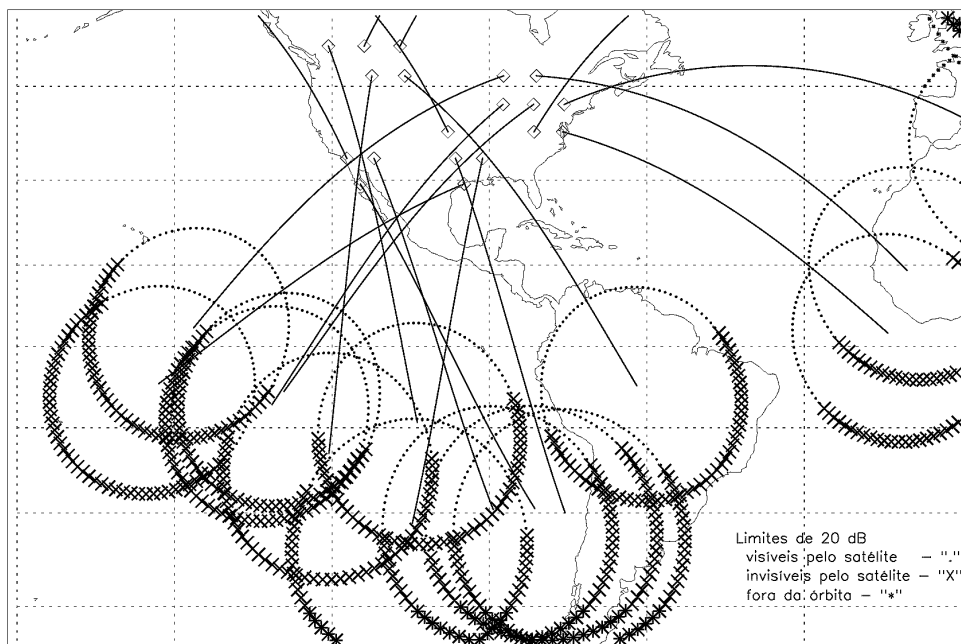 Limites de 20 dB
visíveis pelo satélite – "."
invisíveis pelo satélite – "X"
fora da órbita – "*"